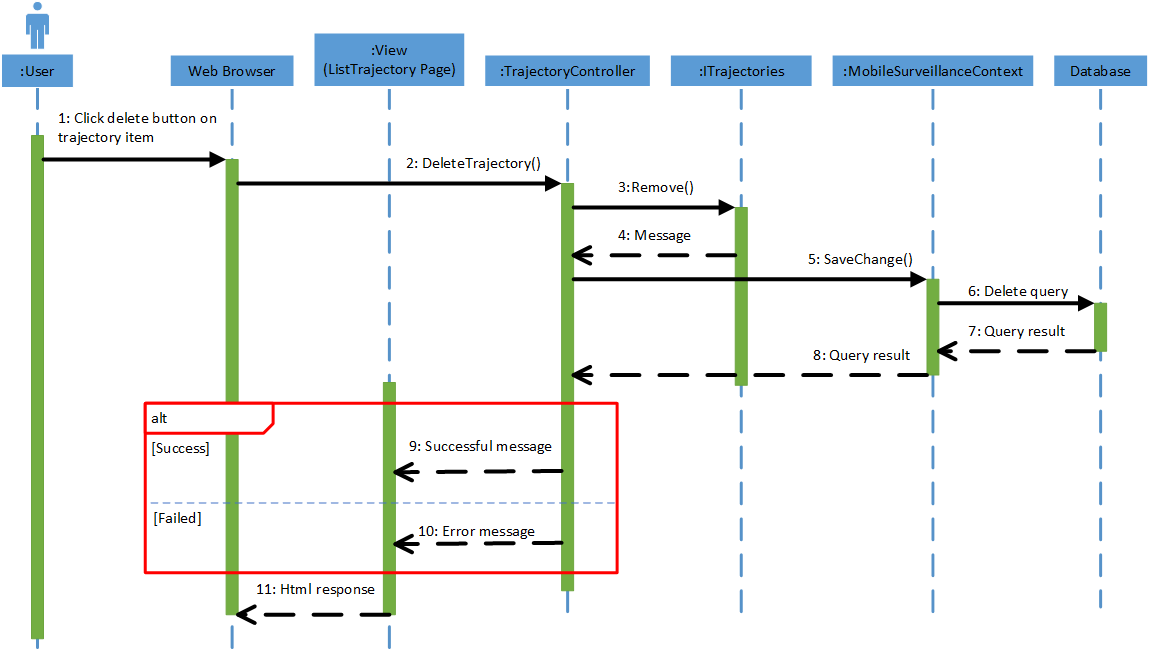 :User
Web Browser
:View
(ListTrajectory Page)
:TrajectoryController
:ITrajectories
:MobileSurveillanceContext
Database
1: Click delete button on
trajectory item
2: DeleteTrajectory()
3:Remove()
4: Message
5: SaveChange()
6: Delete query
7: Query result
8: Query result
alt
[Success]
9: Successful message
[Failed]
10: Error message
11: Html response